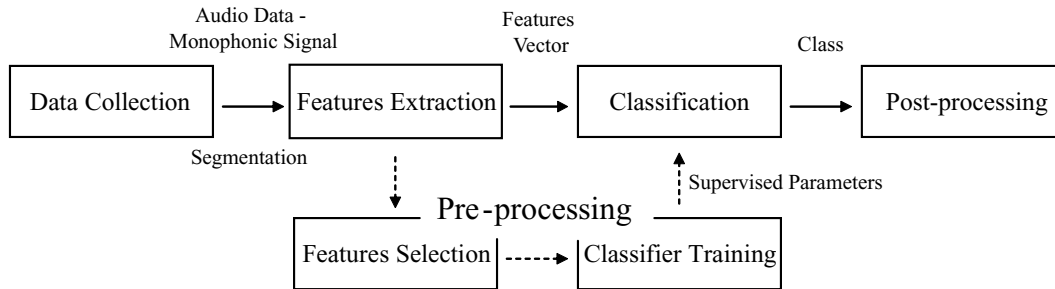 Audio Data -
Monophonic Signal
Features
Vector
Class
Data Collection
Features Extraction
Classification
Post-processing
Segmentation
Supervised Parameters
Pre-processing
Features Selection
Classifier Training